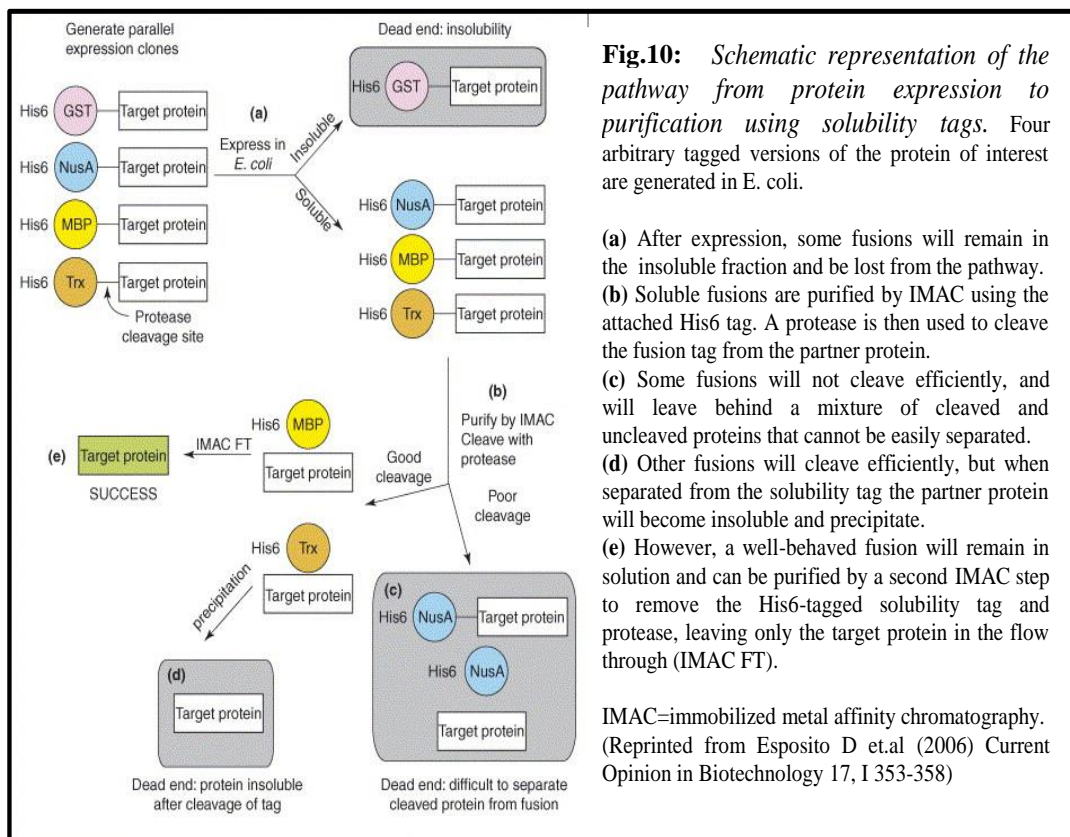 Generate parallel
expression clones
His6 GST Target protein
His6 NusA Target protein
His6 MBP Target protein
His6 Trx Target protein
Protease
cleavage site
(a)
Express in
E. coli
Insoluble
Soluble
Dead end: insolubility
His6 GST Target protein
His6 NusA Target protein
His6 MBP Target protein
His6 Trx Target protein
(b)
Purify by IMAC
Cleave with
protease
Good
cleavage
Poor
cleavage
His6 MBP
Target protein
IMAC FT
(e) Target protein
SUCCESS
His6 Trx
Target protein
precipitation
(d)
Target protein
Dead end: protein insoluble
after cleavage of tag
(c)
His6 NusA Target protein
His6 NusA
Target protein
Dead end: difficult to separate
cleaved protein from fusion
Fig.10: Schematic representation of the
pathway from protein expression to
purification using solubility tags. Four
arbitrary tagged versions of the protein of interest
are generated in E. coli.
(a) After expression, some fusions will remain in
the insoluble fraction and be lost from the pathway.
(b) Soluble fusions are purified by IMAC using the
attached His6 tag. A protease is then used to cleave
the fusion tag from the partner protein.
(c) Some fusions will not cleave efficiently, and
will leave behind a mixture of cleaved and
uncleaved proteins that cannot be easily separated.
(d) Other fusions will cleave efficiently, but when
separated from the solubility tag the partner protein
will become insoluble and precipitate.
(e) However, a well-behaved fusion will remain in
solution and can be purified by a second IMAC step
to remove the His6-tagged solubility tag and
protease, leaving only the target protein in the flow
through (IMAC FT).
IMAC=immobilized metal affinity chromatography.
(Reprinted from Esposito D et.al (2006) Current
Opinion in Biotechnology 17, I 353-358)